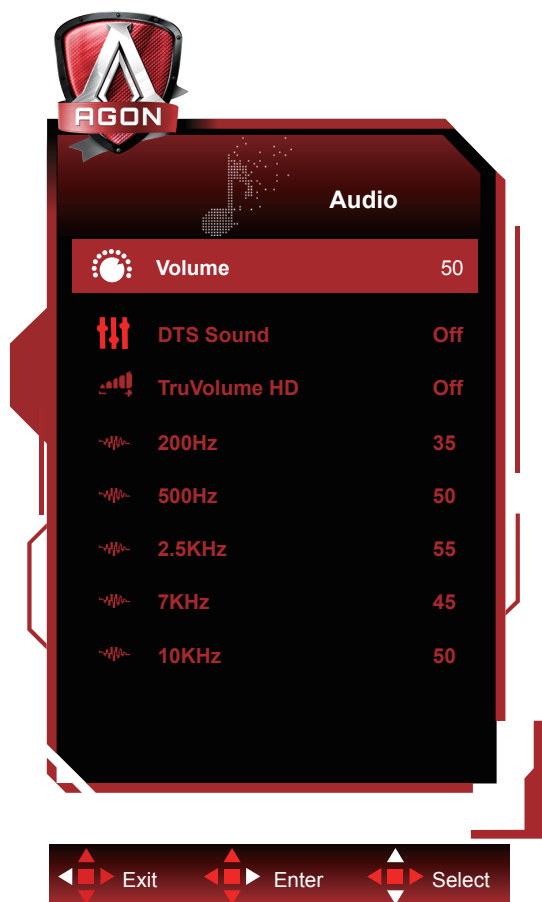 AGON
Audio
Volume 50
DTS Sound Off
TruVolume HD Off
200Hz 35
500Hz 50
2.5KHz 55
7KHz 45
10KHz 50
Exit Enter Select